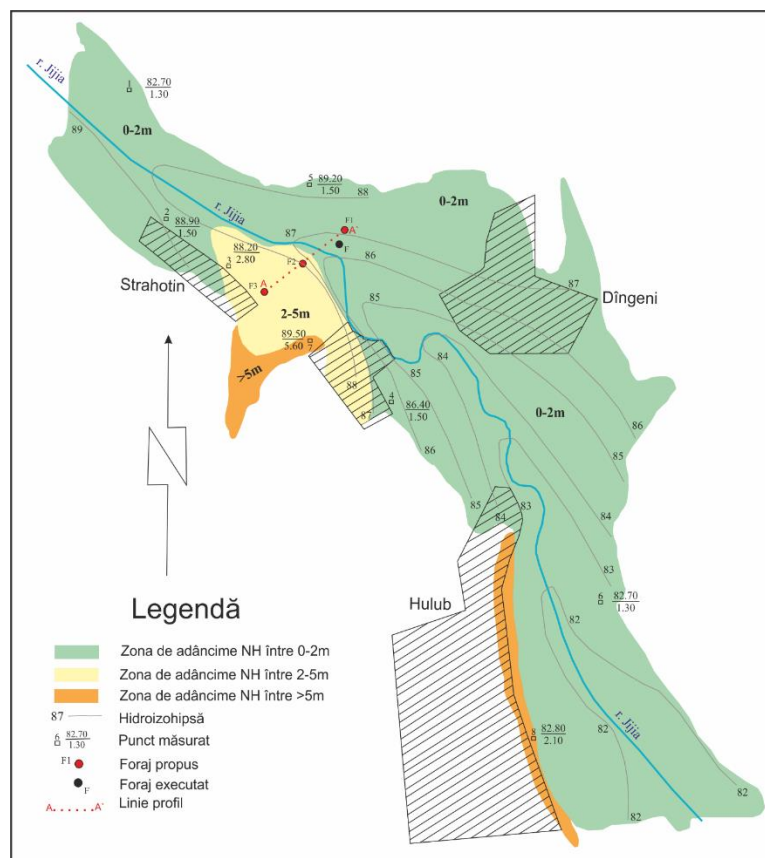 r. Jijia
1 82.70
1.30
89
0-2m
5 89.20
1.50
88
0-2m
2 88.90
1.50
r. Jijia
87
F1
A'
F
88.20
3 2.80
86
F2
Strahotin
F3 A
87
Dîngeni
85
2-5m
89.50
5.60 7
84
>5m
85
88
0-2m
4 86.40
1.50
87
86
86
85
85
83
84
84
83
Legendă
Hulub
6 82.70
1.30
82
Zona de adâncime NH între 0-2m
Zona de adâncime NH între 2-5m
Zona de adâncime NH între >5m
87 Hidroizohipsă
6 82.70
1.30 Punct măsurat
r. Jijia
82
8 82.80
2.10
F1 Foraj propus
F Foraj executat
A A' Linie profil
82
82